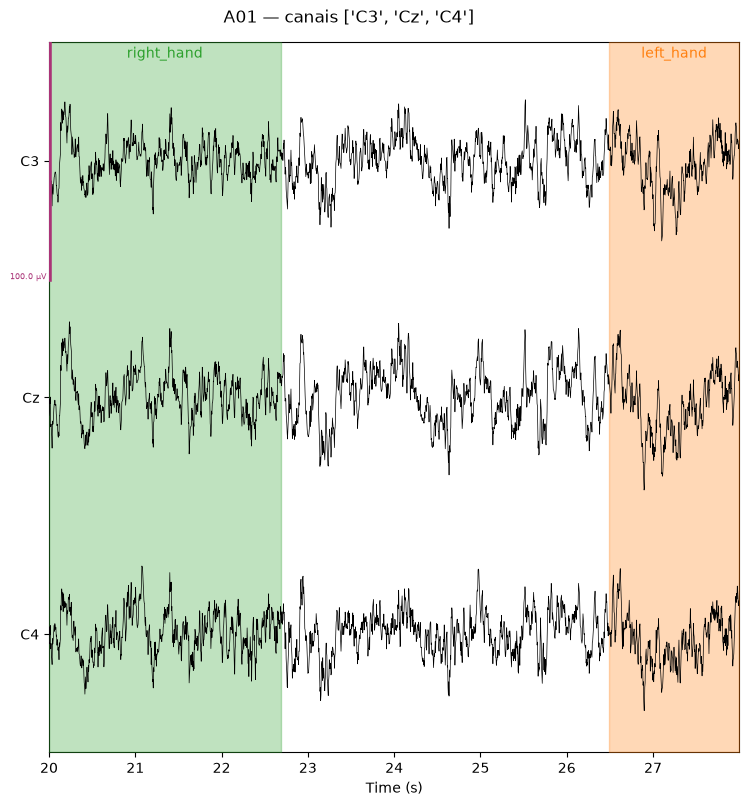 A01 — canais ['C3', 'Cz', 'C4']
right_hand
left_hand
C3
100.0 µV
Cz
C4
20 21 22 23 24 25 26 27
Time (s)